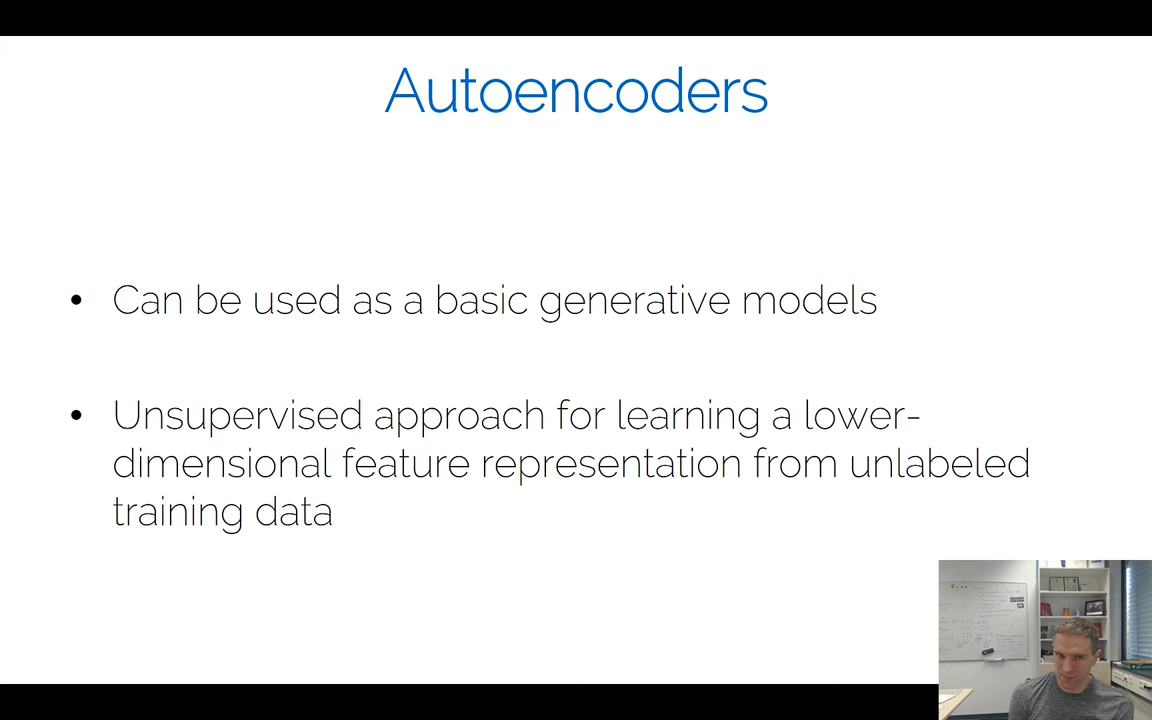 Autoencoders
• Can be used as a basic generative models
• Unsupervised approach for learning a lower-
dimensional feature representation from unlabeled
training data